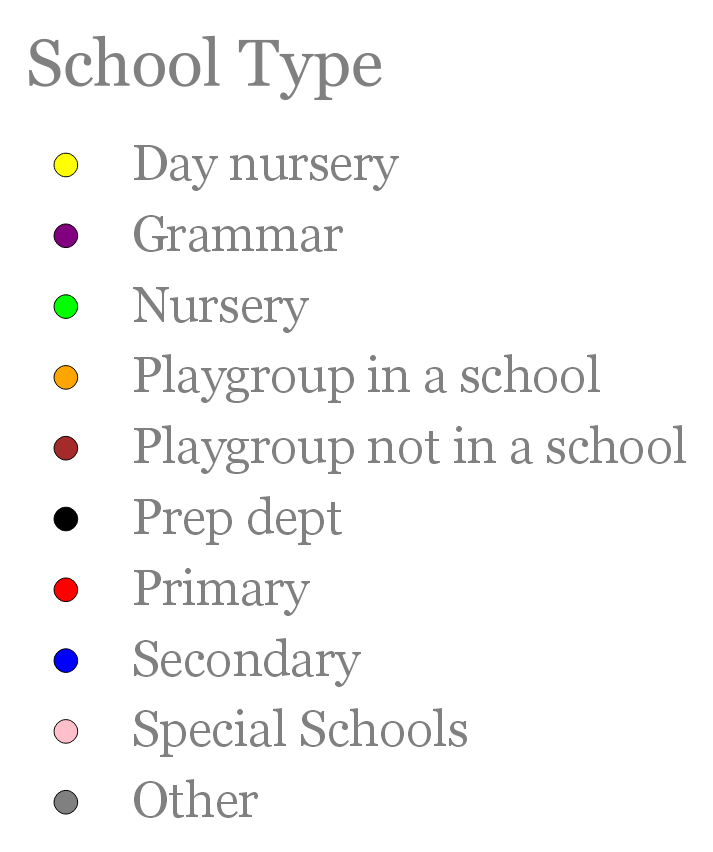 School Type
Day nursery
Grammar
Nursery
Playgroup in a school
Playgroup not in a school
Prep dept
Primary
Secondary
Special Schools
Other